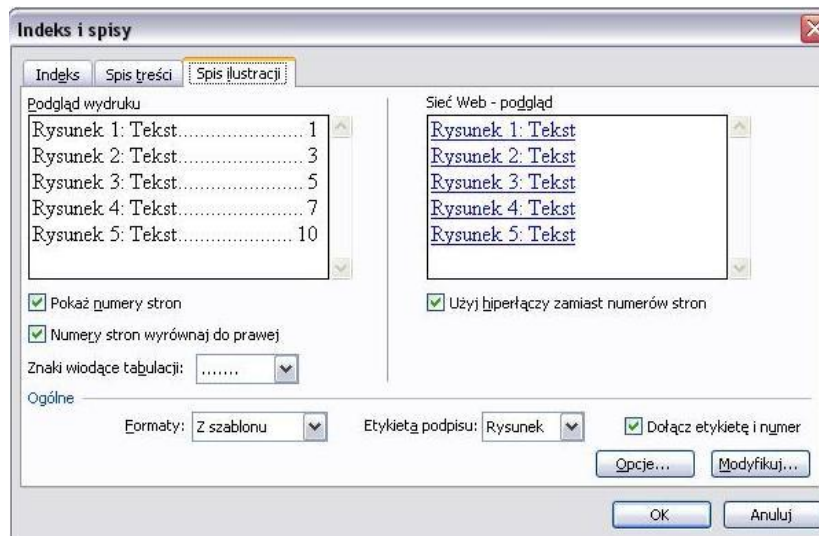 Indeks i spisy
Indeks Spis treści Spis ilustracji
Podgląd wydruku
Rysunek 1: Tekst...................... 1
Rysunek 2: Tekst...................... 3
Rysunek 3: Tekst...................... 5
Rysunek 4: Tekst...................... 7
Rysunek 5: Tekst..................... 10
Sieć Web - podgląd
Rysunek 1: Tekst
Rysunek 2: Tekst
Rysunek 3: Tekst
Rysunek 4: Tekst
Rysunek 5: Tekst
Pokaż numery stron
Numery stron wyrównaj do prawej
Znaki wiodące tabulacji: .......
Użyj hiperłączy zamiast numerów stron
Ogólne
Formaty: Z szablonu Etykieta podpisu: Rysunek Dołącz etykietę i numer
Opcje... Modyfikuj...
OK Anuluj